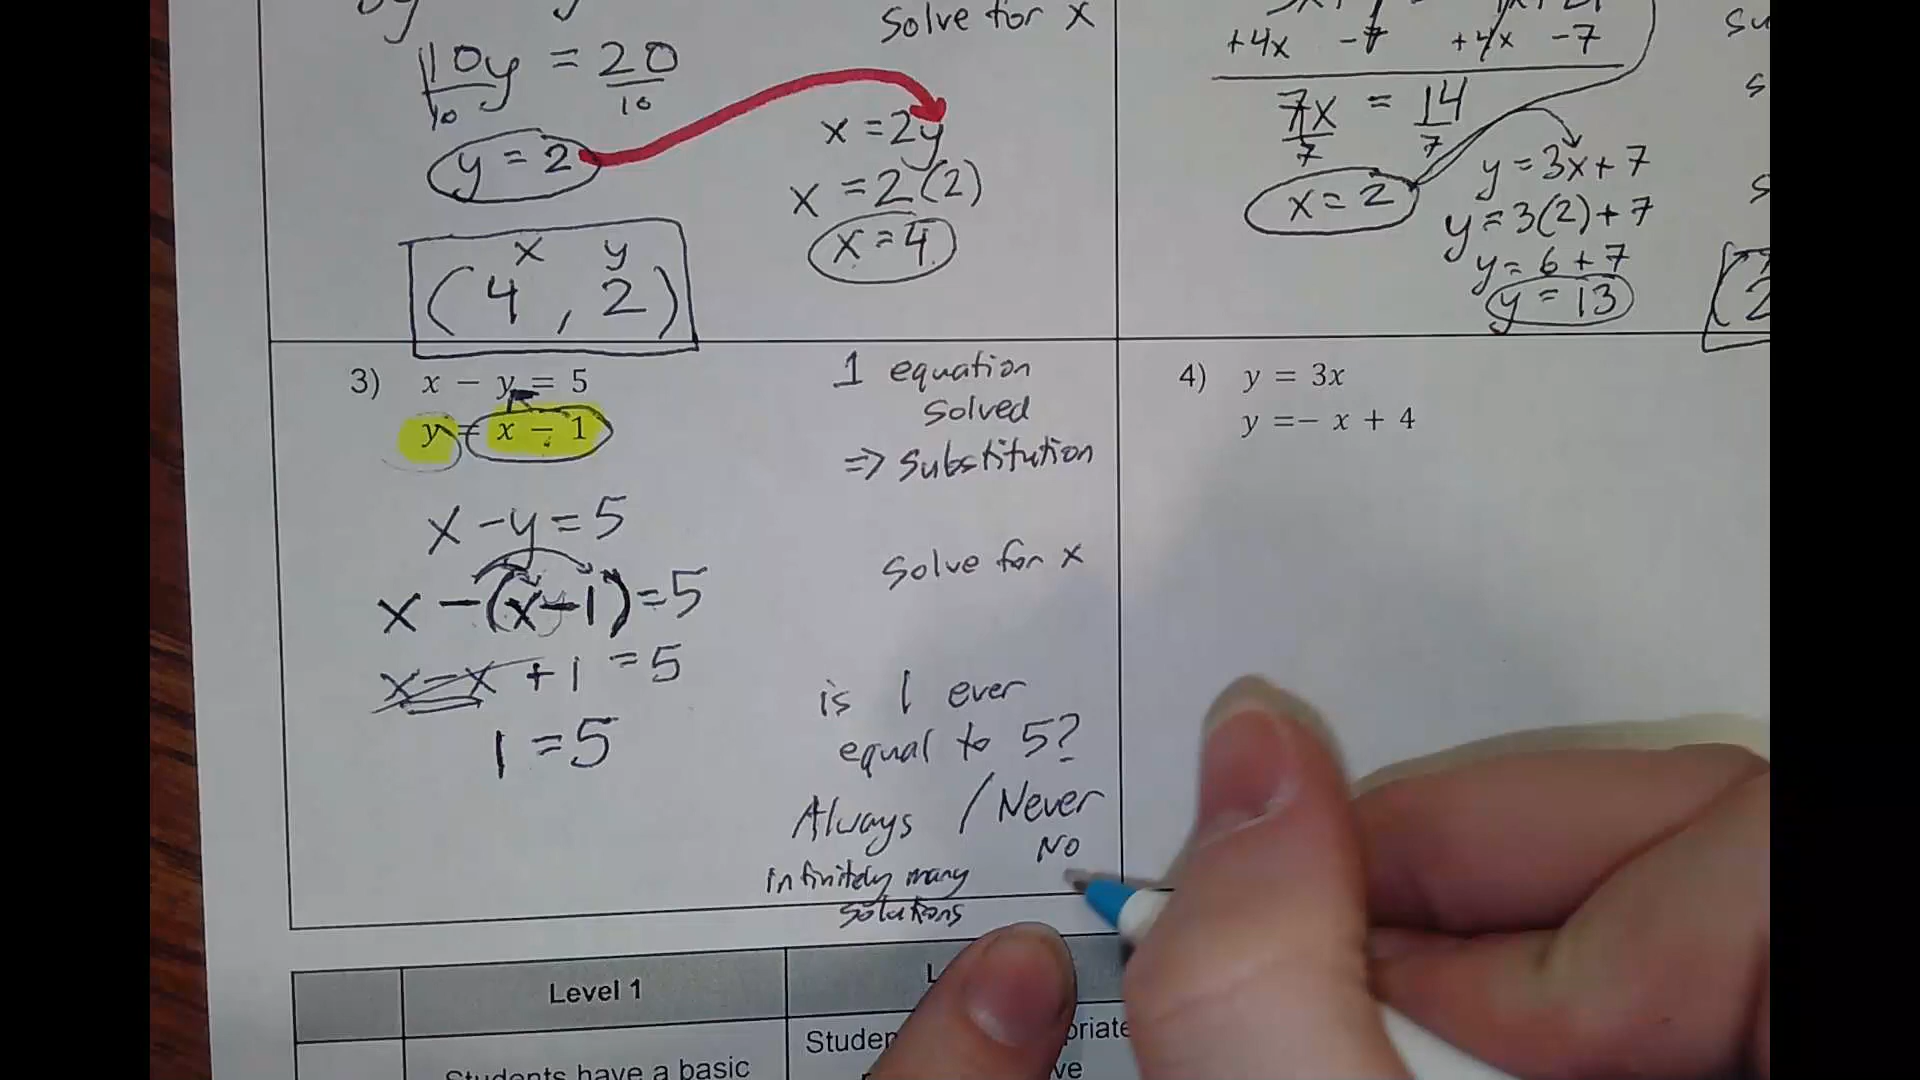 Solve for x
10y = 20
10 10
y = 2
x = 2y
x = 2(2)
x = 4
x y
(4, 2)
+4x -7 +4x -7
7x = 14
7 7
x = 2
y = 3x + 7
y = 3(2) + 7
y = 6 + 7
y = 13
3) x − y = 5
y = x − 1
1 equation
solved
=> substitution
x - y = 5
Solve for x
x - (x - 1) = 5
x - x + 1 = 5
1 = 5
is 1 ever
equal to 5?
Always / Never
infinitely many
solutions
No
4) y = 3x
y =− x + 4
Level 1
Students have a basic